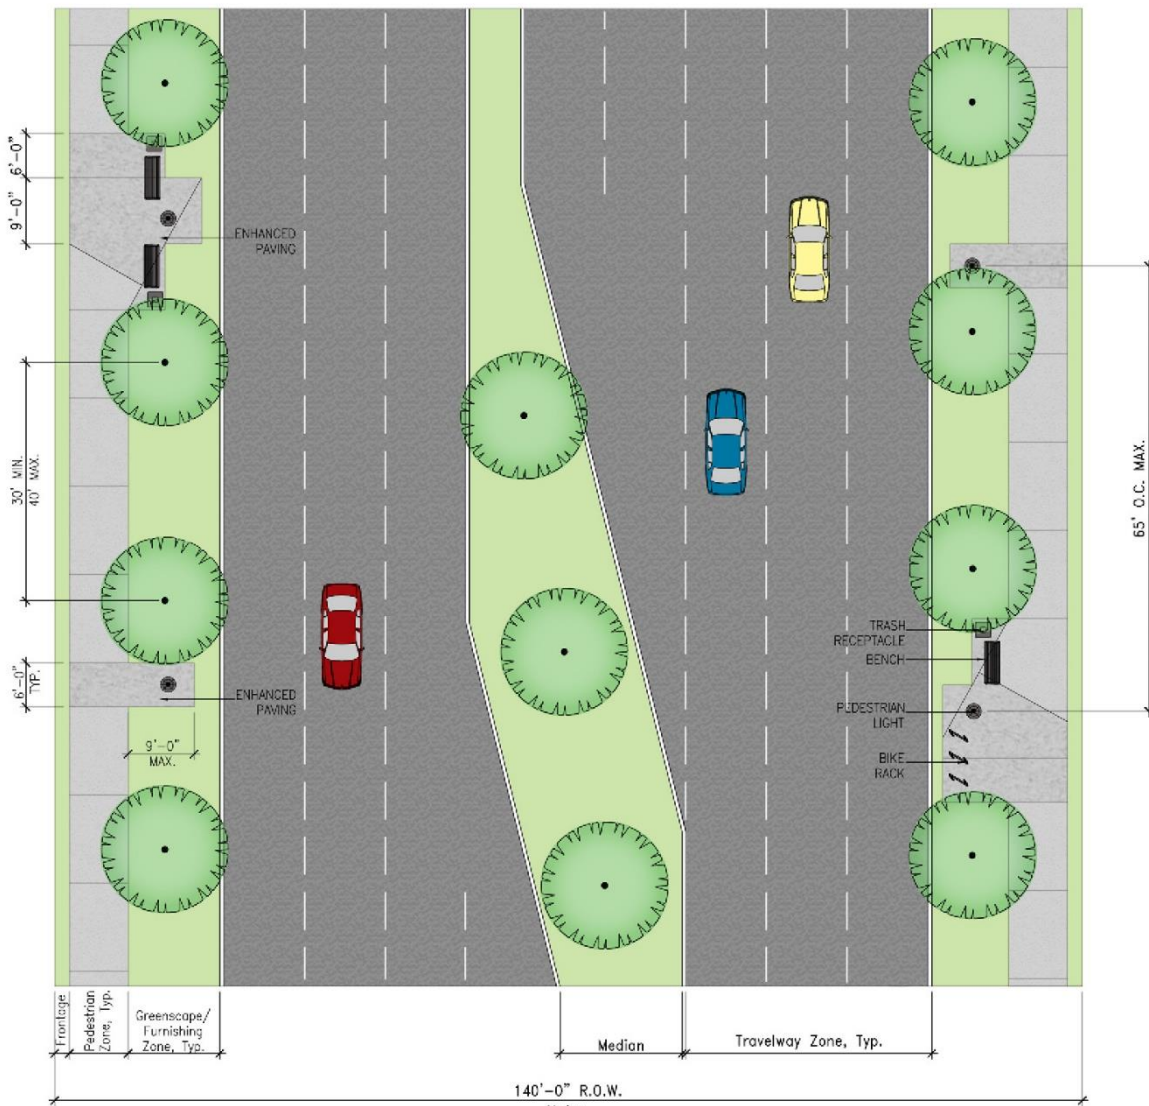 6'-0"
9'-0"
ENHANCED
PAVING
30' MIN.
40' MAX.
65' O.C. MAX.
TRASH
RECEPTACLE
BENCH
6'-0"
TYP.
ENHANCED
PAVING
PEDESTRIAN
LIGHT
9'-0"
MAX.
BIKE
RACK
Frontage
Pedestrian
Zone, Typ.
Greenscape/
Furnishing
Zone, Typ.
Median
Travelway Zone, Typ.
140'-0" R.O.W.